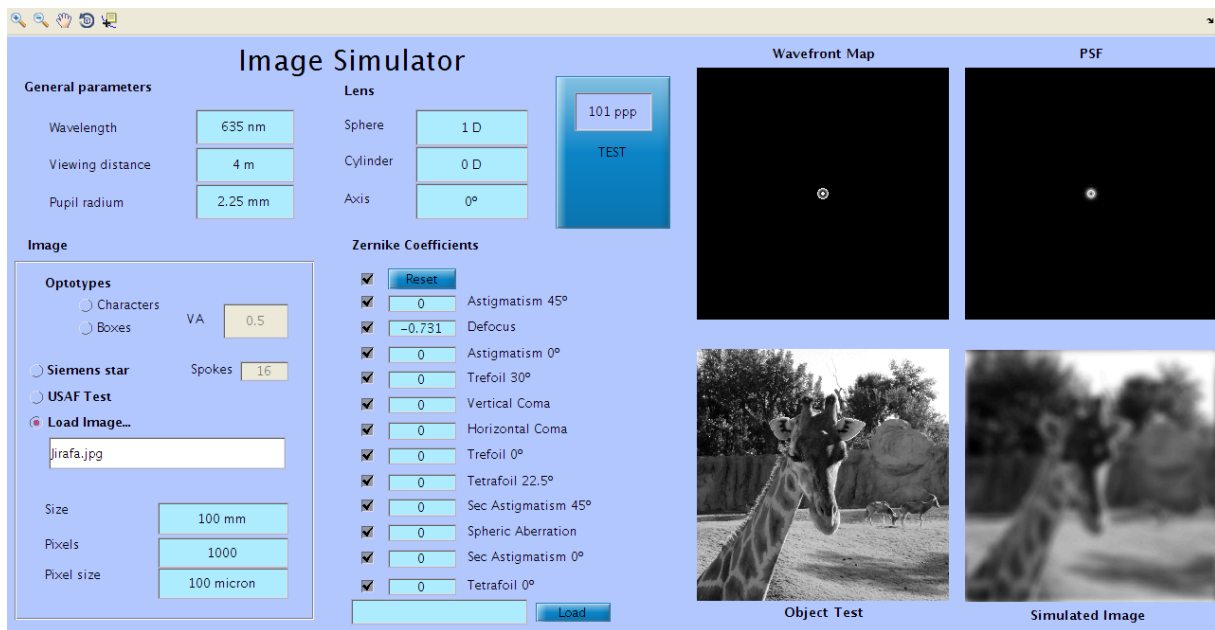 Image Simulator
General parameters
Wavelength 635 nm
Viewing distance 4 m
Pupil radium 2.25 mm
Lens
Sphere 1 D
Cylinder 0 D
Axis 0º
101 ppp
TEST
Image
Optotypes
Characters
Boxes
VA 0.5
Siemens star Spokes 16
USAF Test
Load Image...
Jirafa.jpg
Size 100 mm
Pixels 1000
Pixel size 100 micron
Zernike Coefficients
Reset
0 Astigmatism 45º
−0.731 Defocus
0 Astigmatism 0º
0 Trefoil 30º
0 Vertical Coma
0 Horizontal Coma
0 Trefoil 0º
0 Tetrafoil 22.5º
0 Sec Astigmatism 45º
0 Spheric Aberration
0 Sec Astigmatism 0º
0 Tetrafoil 0º
Load
Wavefront Map
PSF
Object Test
Simulated Image